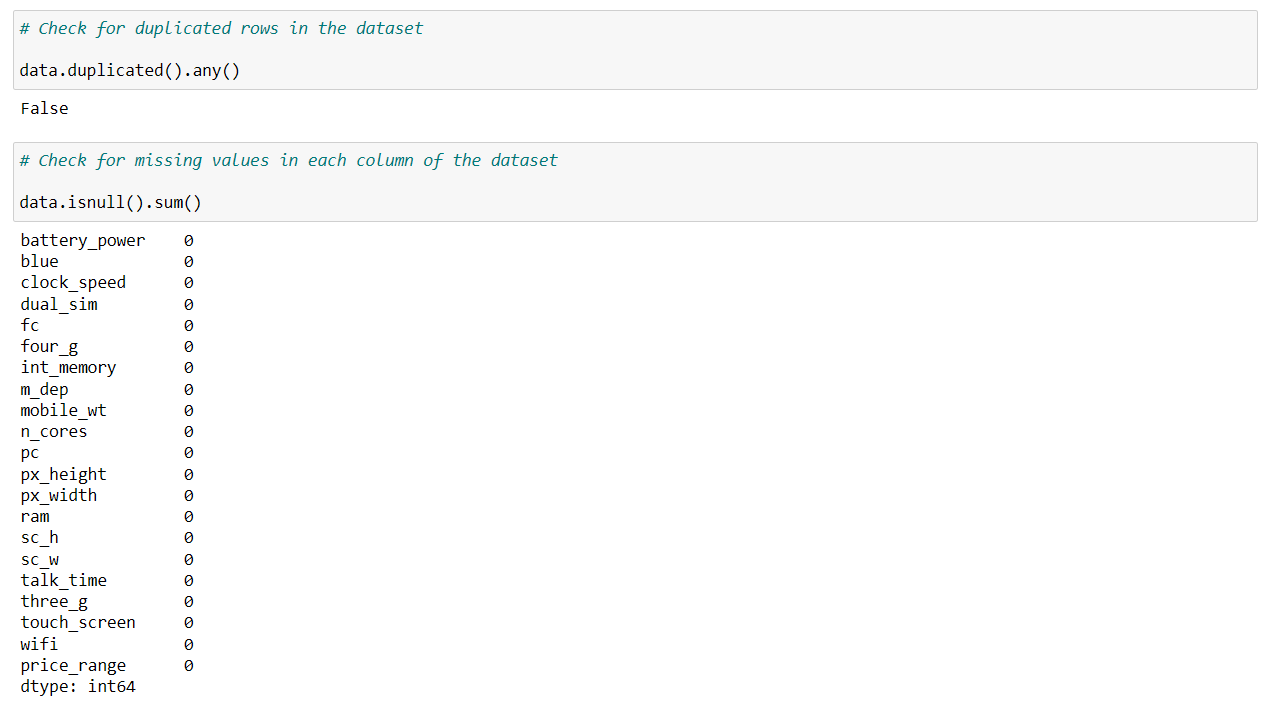 # Check for duplicated rows in the dataset
data.duplicated().any()
False
# Check for missing values in each column of the dataset
data.isnull().sum()
battery_power    0
blue             0
clock_speed      0
dual_sim         0
fc               0
four_g           0
int_memory       0
m_dep            0
mobile_wt        0
n_cores          0
pc               0
px_height        0
px_width         0
ram              0
sc_h             0
sc_w             0
talk_time        0
three_g          0
touch_screen     0
wifi             0
price_range      0
dtype: int64